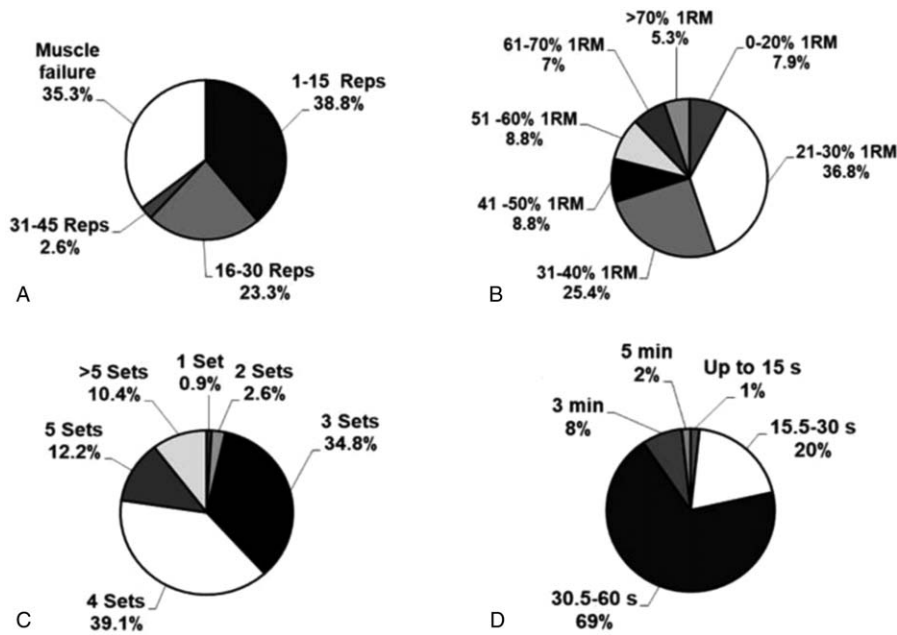 Muscle
failure
35.3%
1-15 Reps
38.8%
31-45 Reps
2.6%
16-30 Reps
23.3%
A
>70% 1RM
5.3%
61-70% 1RM
7%
0-20% 1RM
7.9%
51 -60% 1RM
8.8%
21-30% 1RM
36.8%
41 -50% 1RM
8.8%
31-40% 1RM
25.4%
B
>5 Sets
10.4%
1 Set
0.9%
2 Sets
2.6%
5 Sets
12.2%
3 Sets
34.8%
4 Sets
39.1%
C
5 min
2%
Up to 15 s
1%
3 min
8%
15.5-30 s
20%
30.5-60 s
69%
D